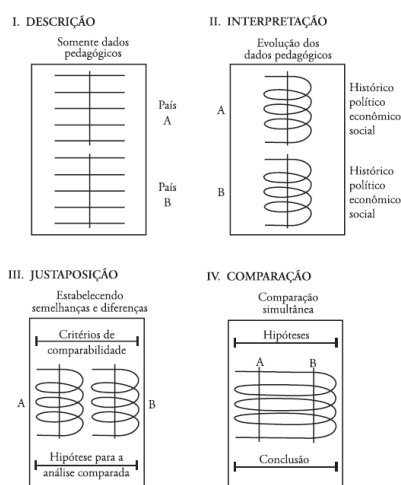 I. DESCRIÇÃO
Somente dados
pedagógicos
País
A
País
B
II. INTERPRETAÇÃO
Evolução dos
dados pedagógicos
A
Histórico
político
econômico
social
B
Histórico
político
econômico
social
III. JUSTAPOSIÇÃO
Estabelecendo
semelhanças e diferenças
Critérios de
comparabilidade
A
B
Hipótese para a
análise comparada
IV. COMPARAÇÃO
Comparação
simultânea
Hipóteses
A
B
Conclusão